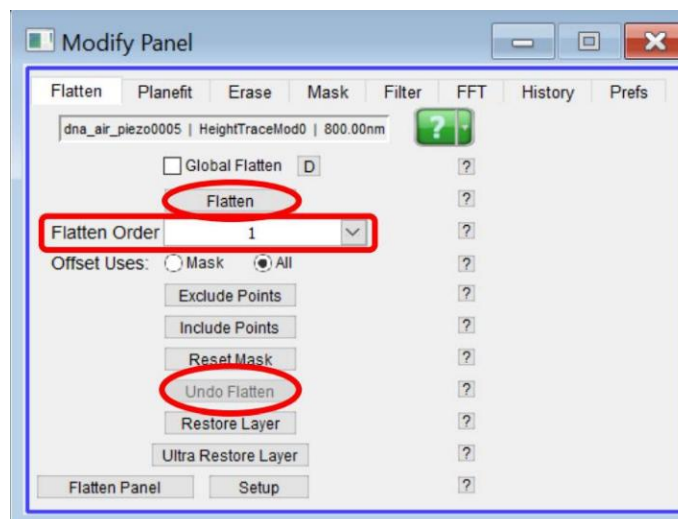 Modify Panel
Flatten Planefit Erase Mask Filter FFT History Prefs
dna_air_piezo0005 | HeightTraceMod0 | 800.00nm ?
Global Flatten D ?
Flatten ?
Flatten Order 1 ?
Offset Uses: Mask All ?
Exclude Points ?
Include Points ?
Reset Mask ?
Undo Flatten ?
Restore Layer ?
Ultra Restore Layer ?
Flatten Panel Setup ?